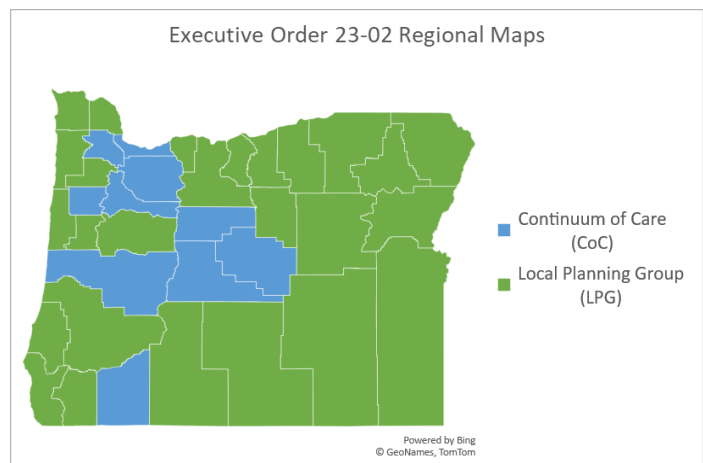 Executive Order 23-02 Regional Maps
Continuum of Care
(CoC)
Local Planning Group
(LPG)
Powered by Bing
© GeoNames, TomTom